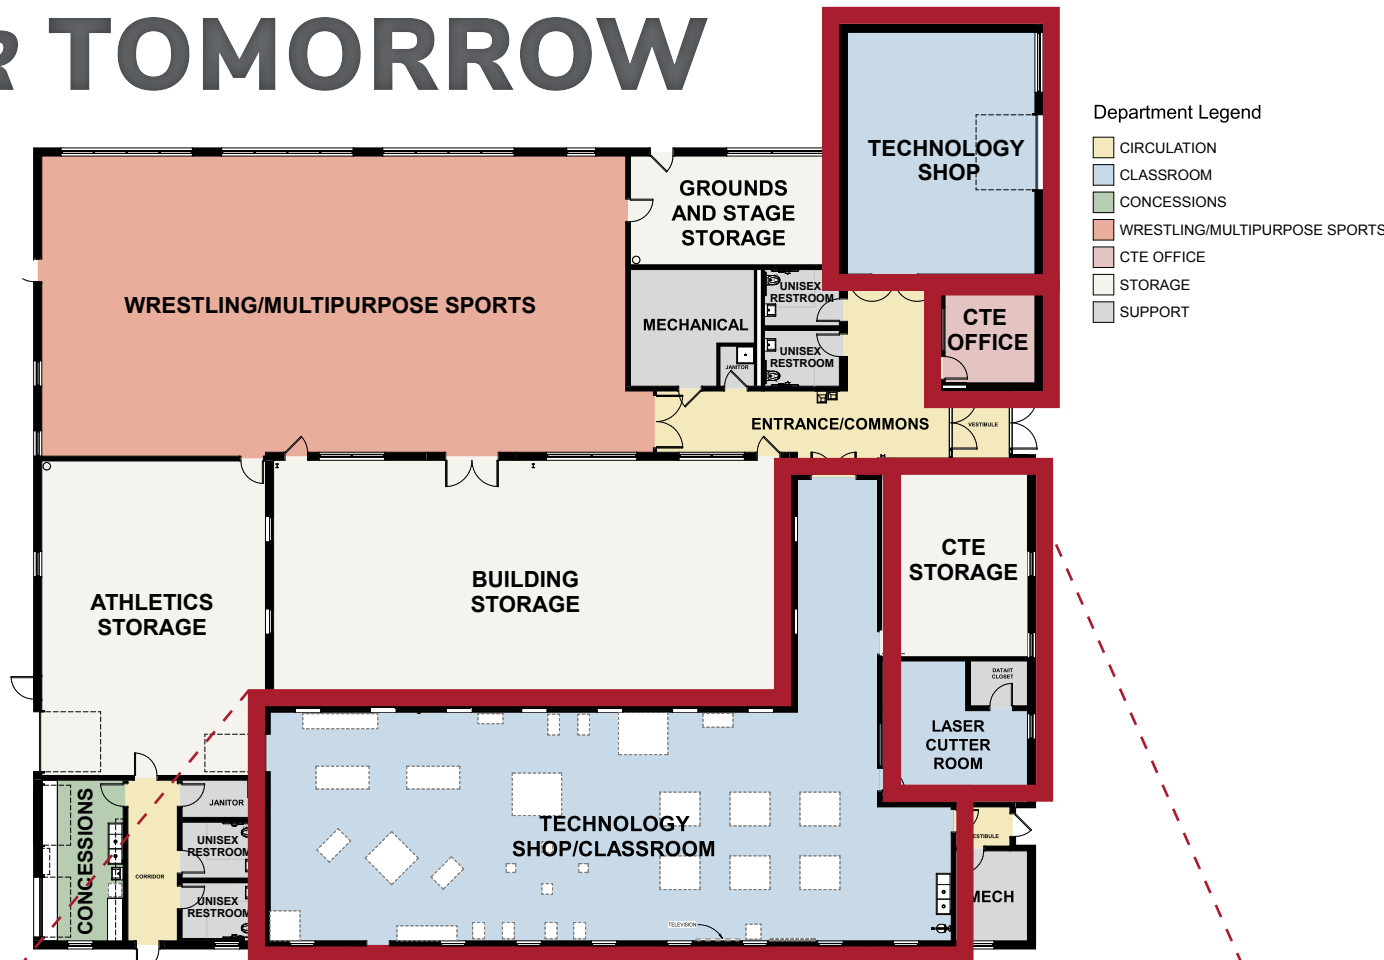 R TOMORROW
Department Legend
CIRCULATION
CLASSROOM
CONCESSIONS
WRESTLING/MULTIPURPOSE SPORTS
CTE OFFICE
STORAGE
SUPPORT
TECHNOLOGY
SHOP
GROUNDS
AND STAGE
STORAGE
WRESTLING/MULTIPURPOSE SPORTS
MECHANICAL
JANITOR
UNISEX
RESTROOM
UNISEX
RESTROOM
CTE
OFFICE
ENTRANCE/COMMONS
VESTIBULE
CTE
STORAGE
BUILDING
STORAGE
ATHLETICS
STORAGE
DATA/IT
CLOSET
LASER
CUTTER
ROOM
TECHNOLOGY
SHOP/CLASSROOM
CONCESSIONS
CORRIDOR
JANITOR
UNISEX
RESTROOM
UNISEX
RESTROOM
TELEVISION
ESTIBULE
MECH